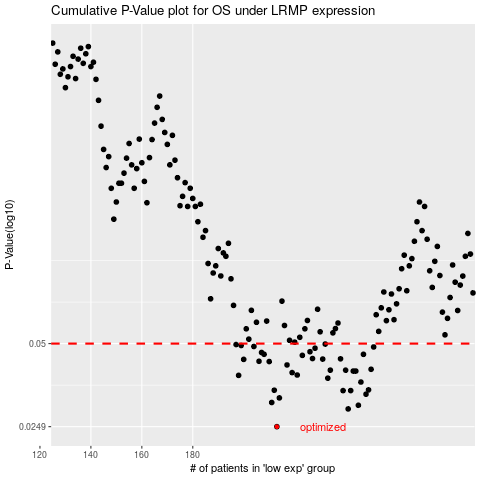 Cumulative P-Value plot for OS under LRMP expression
P-Value(log10)
0.05
0.0249
optimized
120 140 160 180
# of patients in 'low exp' group